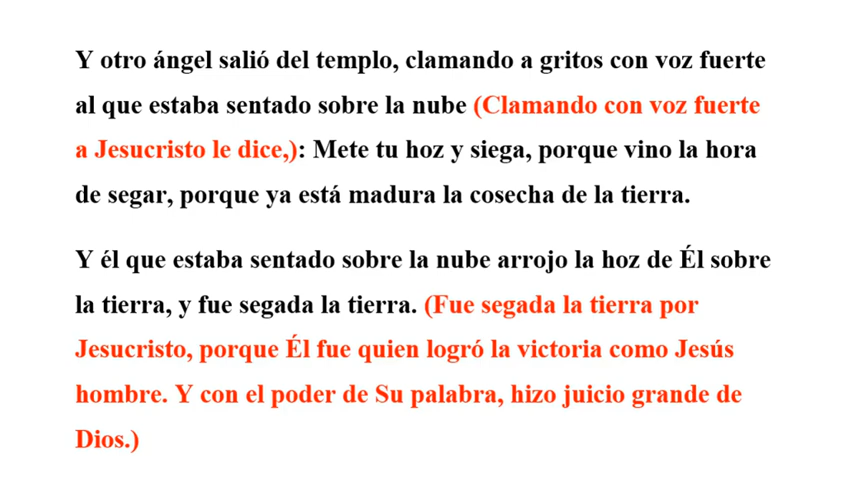 Y otro ángel salió del templo, clamando a gritos con voz fuerte
al que estaba sentado sobre la nube (Clamando con voz fuerte
a Jesucristo le dice,): Mete tu hoz y siega, porque vino la hora
de segar, porque ya está madura la cosecha de la tierra.
Y él que estaba sentado sobre la nube arrojo la hoz de Él sobre
la tierra, y fue segada la tierra. (Fue segada la tierra por
Jesucristo, porque Él fue quien logró la victoria como Jesús
hombre. Y con el poder de Su palabra, hizo juicio grande de
Dios.)